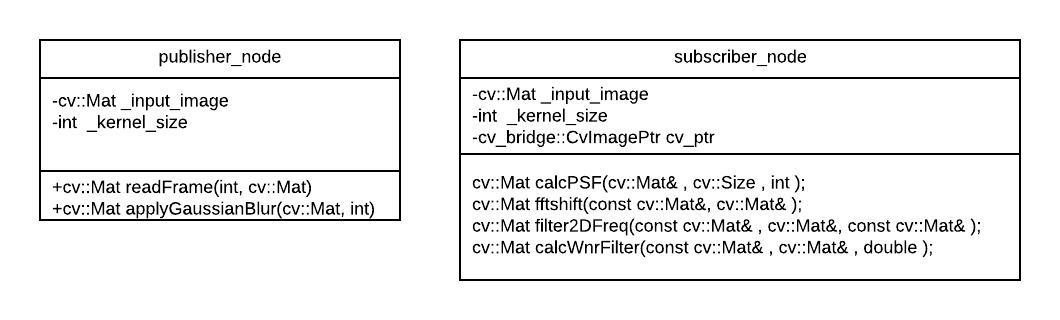 publisher_node
-cv::Mat _input_image
-int _kernel_size
+cv::Mat readFrame(int, cv::Mat)
+cv::Mat applyGaussianBlur(cv::Mat, int)
subscriber_node
-cv::Mat _input_image
-int _kernel_size
-cv_bridge::CvImagePtr cv_ptr
cv::Mat calcPSF(cv::Mat& , cv::Size , int );
cv::Mat fftshift(const cv::Mat&, cv::Mat& );
cv::Mat filter2DFreq(const cv::Mat& , cv::Mat&, const cv::Mat& );
cv::Mat calcWnrFilter(const cv::Mat& , cv::Mat& , double );